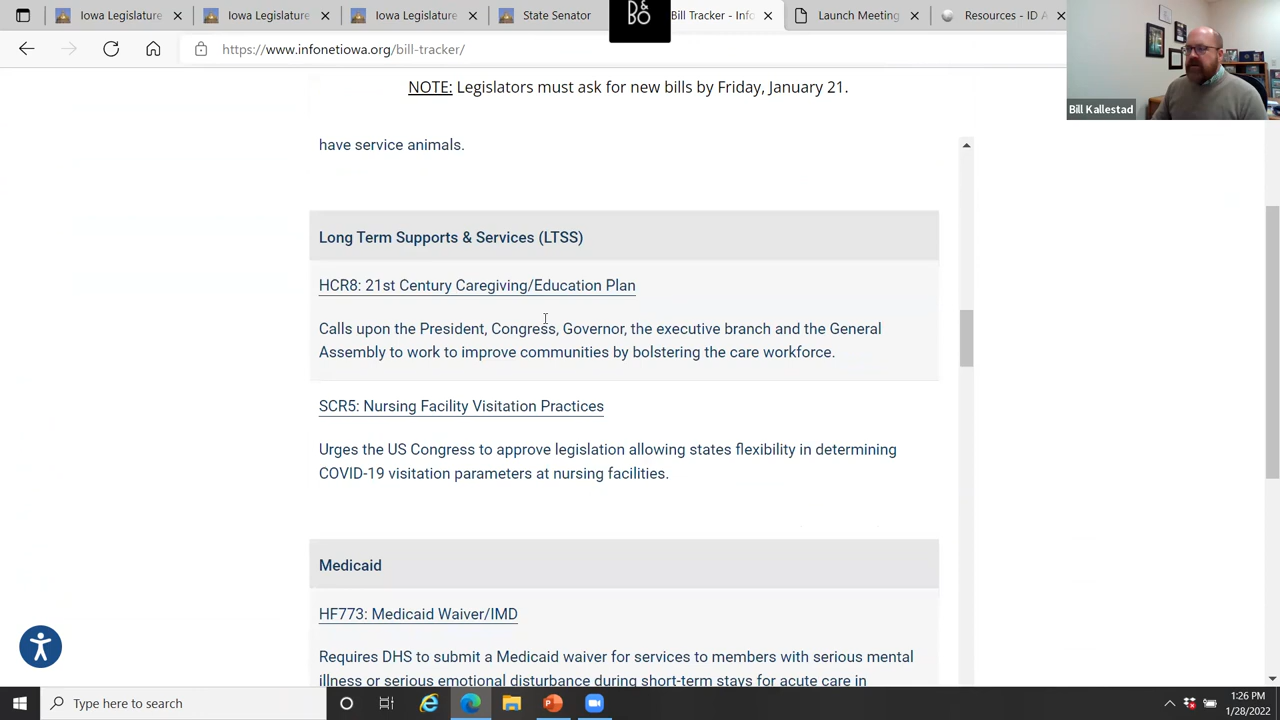 Iowa Legislature
Iowa Legislature
Iowa Legislature
State Senator
B&O
Bill Tracker - Info
Launch Meeting
Resources - ID A
https://www.infonetiowa.org/bill-tracker/
Bill Kallestad
NOTE: Legislators must ask for new bills by Friday, January 21.
have service animals.
Long Term Supports & Services (LTSS)
HCR8: 21st Century Caregiving/Education Plan
Calls upon the President, Congress, Governor, the executive branch and the General
Assembly to work to improve communities by bolstering the care workforce.
SCR5: Nursing Facility Visitation Practices
Urges the US Congress to approve legislation allowing states flexibility in determining
COVID-19 visitation parameters at nursing facilities.
Medicaid
HF773: Medicaid Waiver/IMD
Requires DHS to submit a Medicaid waiver for services to members with serious mental
illness or serious emotional disturbance during short-term stays for acute care in
Type here to search
1:26 PM
1/28/2022